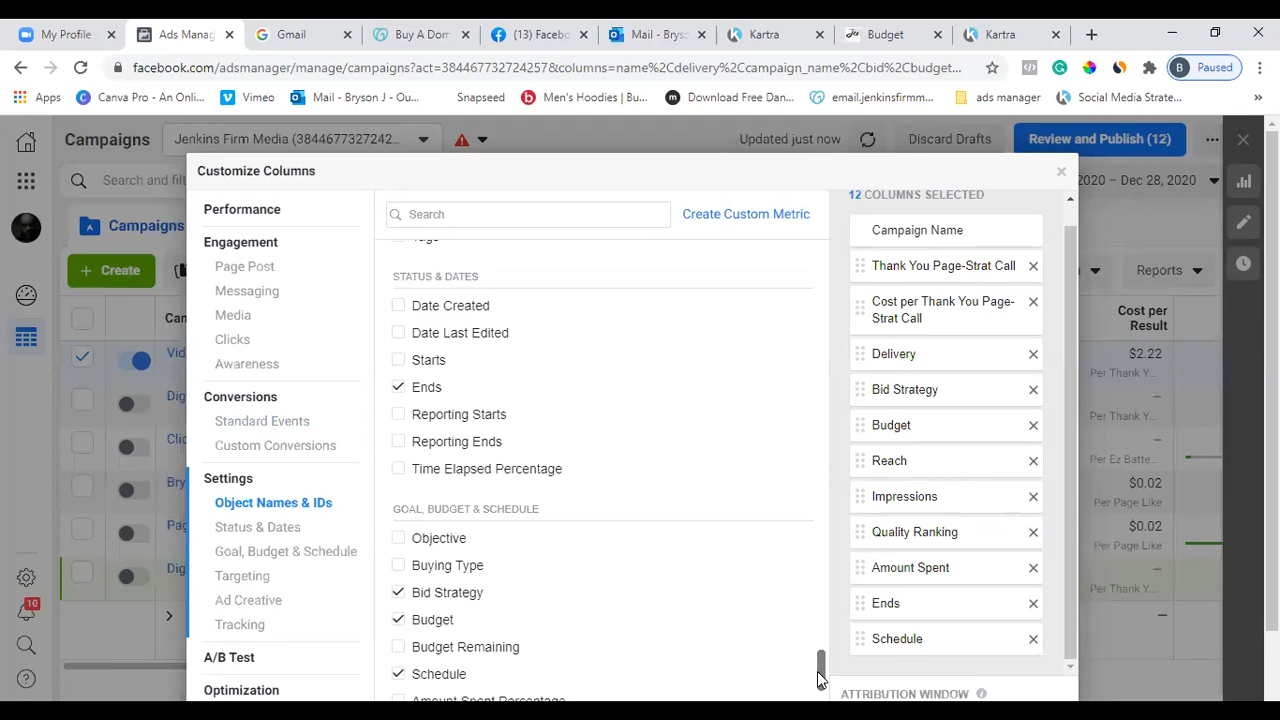 My Profile
Ads Manag
Gmail
Buy A Dom
(13) Facebo
Mail - Brys
Kartra
Ju
Budget
Kartra
facebook.com/adsmanager/manage/campaigns?act=384467732724257&columns=name%2Cdelivery%2Ccampaign_name%2Cbid%2Cbudget...
B Paused
Apps
Canva Pro - An Onli...
Vimeo
Mail - Bryson J - Ou...
Snapseed
Men's Hoodies | Bu...
Download Free Dan...
email.jenkinsfirmm...
ads manager
Social Media Strate...
»
Campaigns
Jenkins Firm Media (3844677327242...
Updated just now
Discard Drafts
Review and Publish (12)
Customize Columns
Search and filt
2020 – Dec 28, 2020
Campaigns
+ Create
Reports
Can
Cost per
Result
Vid
$2.22
Per Thank Y...
Dig
—
Per Thank Y...
Clic
—
Per Ez Batte...
Bry
$0.02
Per Page Like
Pag
$0.02
Per Page Like
Dig
—
Per Thank Y...
—
10
Performance
Engagement
Page Post
Messaging
Media
Clicks
Awareness
Conversions
Standard Events
Custom Conversions
Settings
Object Names & IDs
Status & Dates
Goal, Budget & Schedule
Targeting
Ad Creative
Tracking
A/B Test
Optimization
Search
Create Custom Metric
Tags
STATUS & DATES
Date Created
Date Last Edited
Starts
Ends
Reporting Starts
Reporting Ends
Time Elapsed Percentage
GOAL, BUDGET & SCHEDULE
Objective
Buying Type
Bid Strategy
Budget
Budget Remaining
Schedule
Amount Spent Percentage
12 COLUMNS SELECTED
Campaign Name
Thank You Page-Strat Call
Cost per Thank You Page-
Strat Call
Delivery
Bid Strategy
Budget
Reach
Impressions
Quality Ranking
Amount Spent
Ends
Schedule
ATTRIBUTION WINDOW